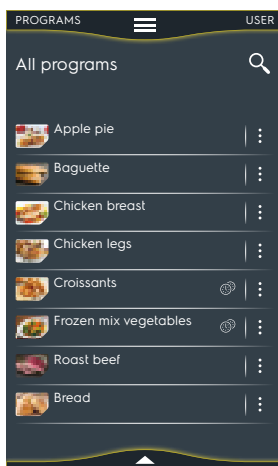 PROGRAMS USER
All programs
Apple pie
Baguette
Chicken breast
Chicken legs
Croissants
Frozen mix vegetables
Roast beef
Bread